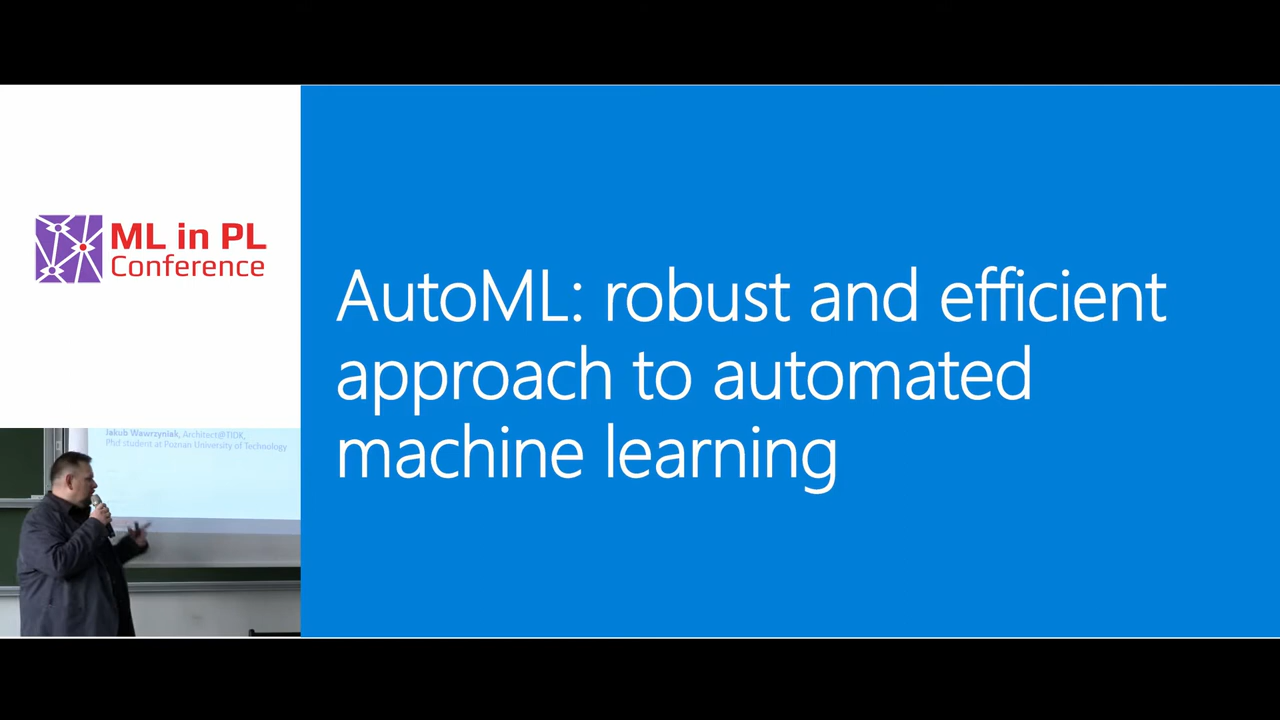 ML in PL
Conference
AutoML: robust and efficient
approach to automated
machine learning
Jakub Wawrzyniak, Architect@TIDK,
Phd student at Poznan University of Technology